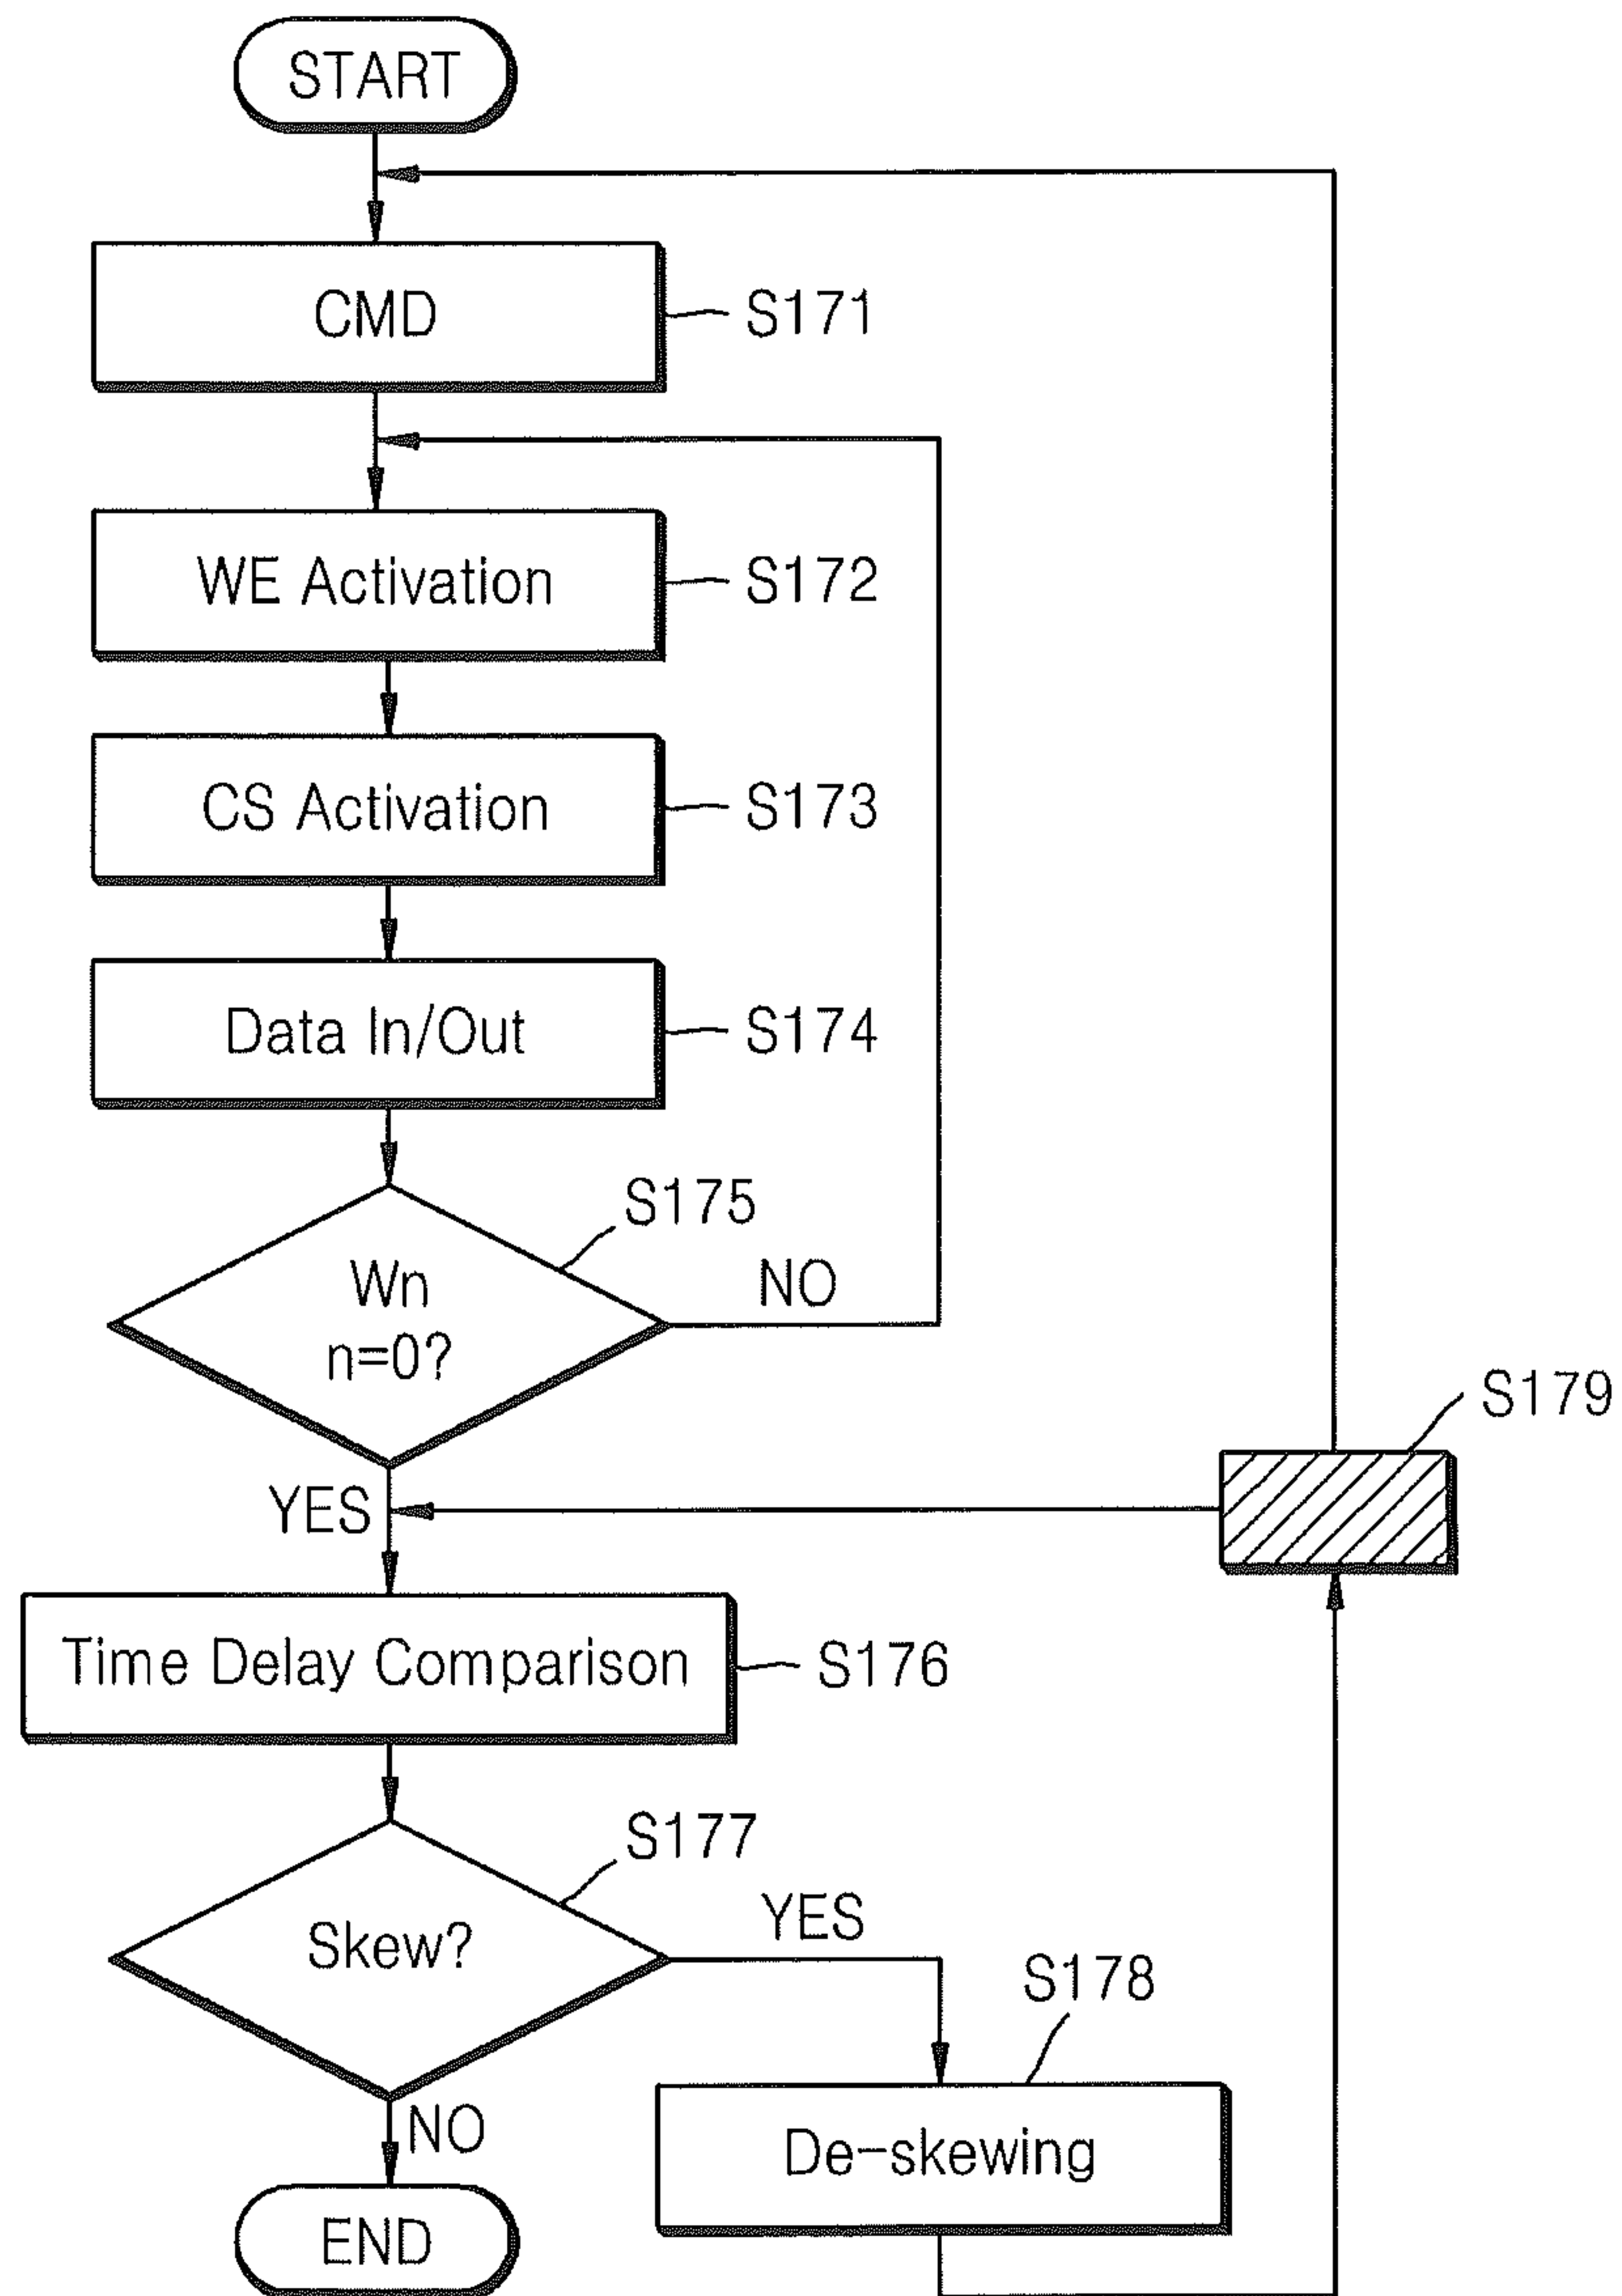 START
CMD
S171
WE Activation
S172
CS Activation
S173
Data In/Out
S174
S175
Wn
n=0?
NO
S179
YES
Time Delay Comparison
S176
S177
Skew?
YES
S178
NO
De-skewing
END